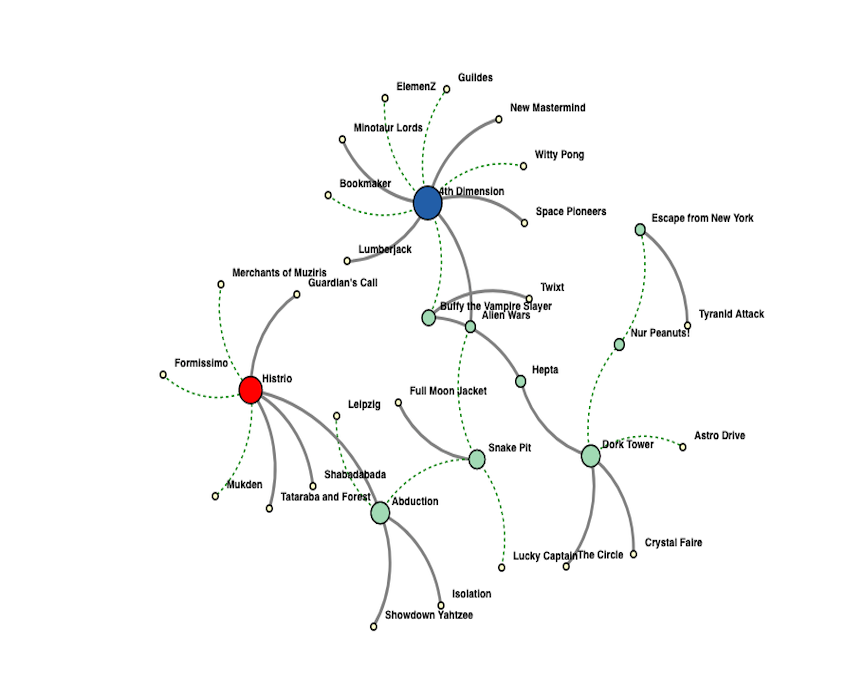 Guildes
ElemenZ
New Mastermind
Minotaur Lords
Witty Pong
Bookmaker
4th Dimension
Space Pioneers
Escape from New York
Lumberjack
Merchants of Muziris
Guardian's Call
Twixt
Buffy the Vampire Slayer
Alien Wars
Tyranid Attack
Nur Peanuts!
Formissimo
Hepta
Histrio
Full Moon Jacket
Leipzig
Astro Drive
Dork Tower
Snake Pit
Shabadabada
Mukden
Tataraba and Forest
Abduction
Crystal Faire
Lucky Captain
The Circle
Isolation
Showdown Yahtzee